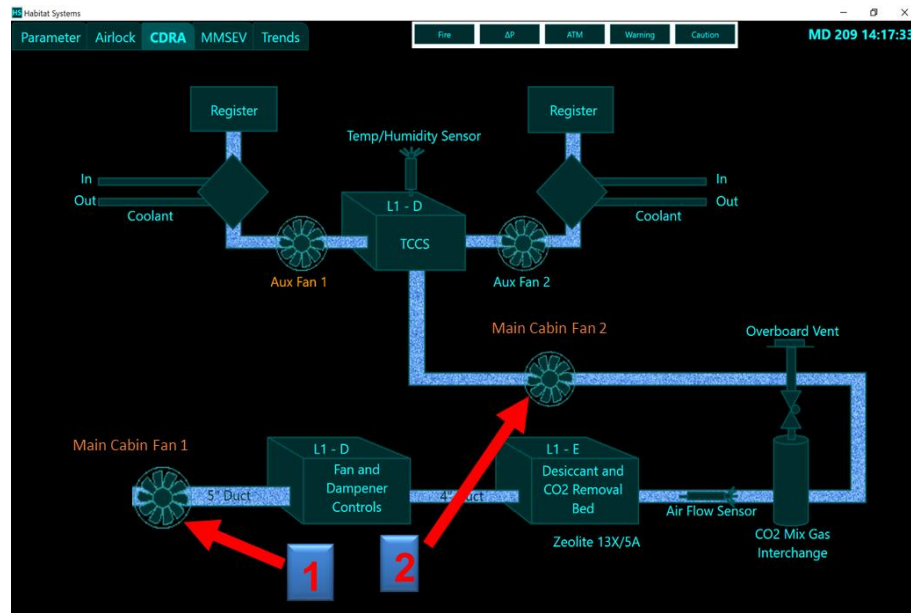 HS Habitat Systems
Parameter Airlock CDRA MMSEV Trends
Fire ΔP ATM Warning Caution
MD 209 14:17:33
Register
Register
Temp/Humidity Sensor
In
Out
Coolant
In
Out
Coolant
L1 - D
TCCS
Aux Fan 1
Aux Fan 2
Main Cabin Fan 2
Overboard Vent
Main Cabin Fan 1
L1 - D
Fan and
Dampener
Controls
5" Duct
4" Duct
L1 - E
Desiccant and
CO2 Removal
Bed
Air Flow Sensor
Zeolite 13X/5A
CO2 Mix Gas
Interchange
1
2